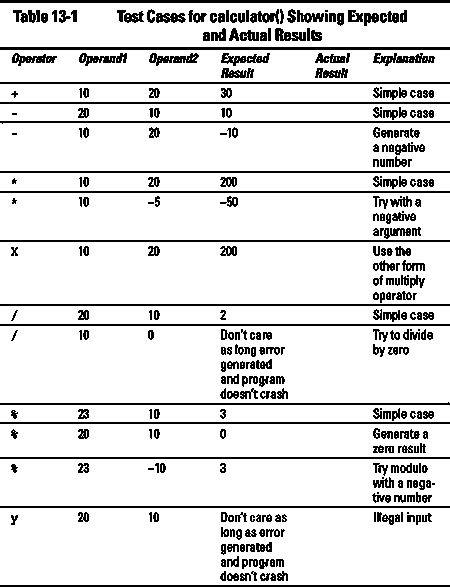 Table 13-1 Test Cases for calculator() Showing Expected
and Actual Results
Operator Operand1 Operand2 Expected Actual Explanation
Result Result
+ 10 20 30 Simple case
– 20 10 10 Simple case
– 10 20 –10 Generate
a negative
number
* 10 20 200 Simple case
* 10 –5 –50 Try with a
negative
argument
X 10 20 200 Use the
other form
of multiply
operator
/ 20 10 2 Simple case
/ 10 0 Don't care Try to divide
as long error by zero
generated
and program
doesn't crash
% 23 10 3 Simple case
% 20 10 0 Generate a
zero result
% 23 –10 3 Try modulo
with a nega-
tive number
y 20 10 Don't care as Illegal input
long as error
generated
and program
doesn't crash